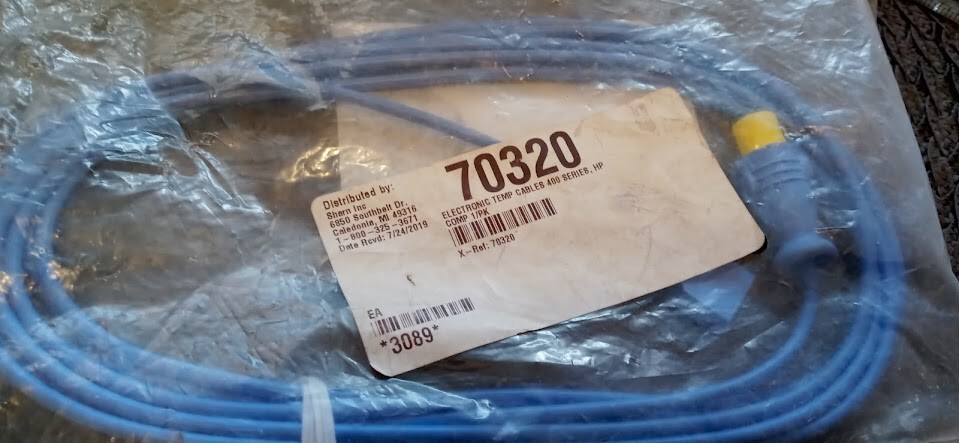 Distributed by:
Shern Inc
6850 Southbelt Dr.
Caledonia, MI 49316
1-800-325-3671
Date Rcvd: 7/24/2019
70320
ELECTRONIC TEMP CABLES 400 SERIES, HP
COMP 1/PK
X-Ref: 70320
EA
*3089*